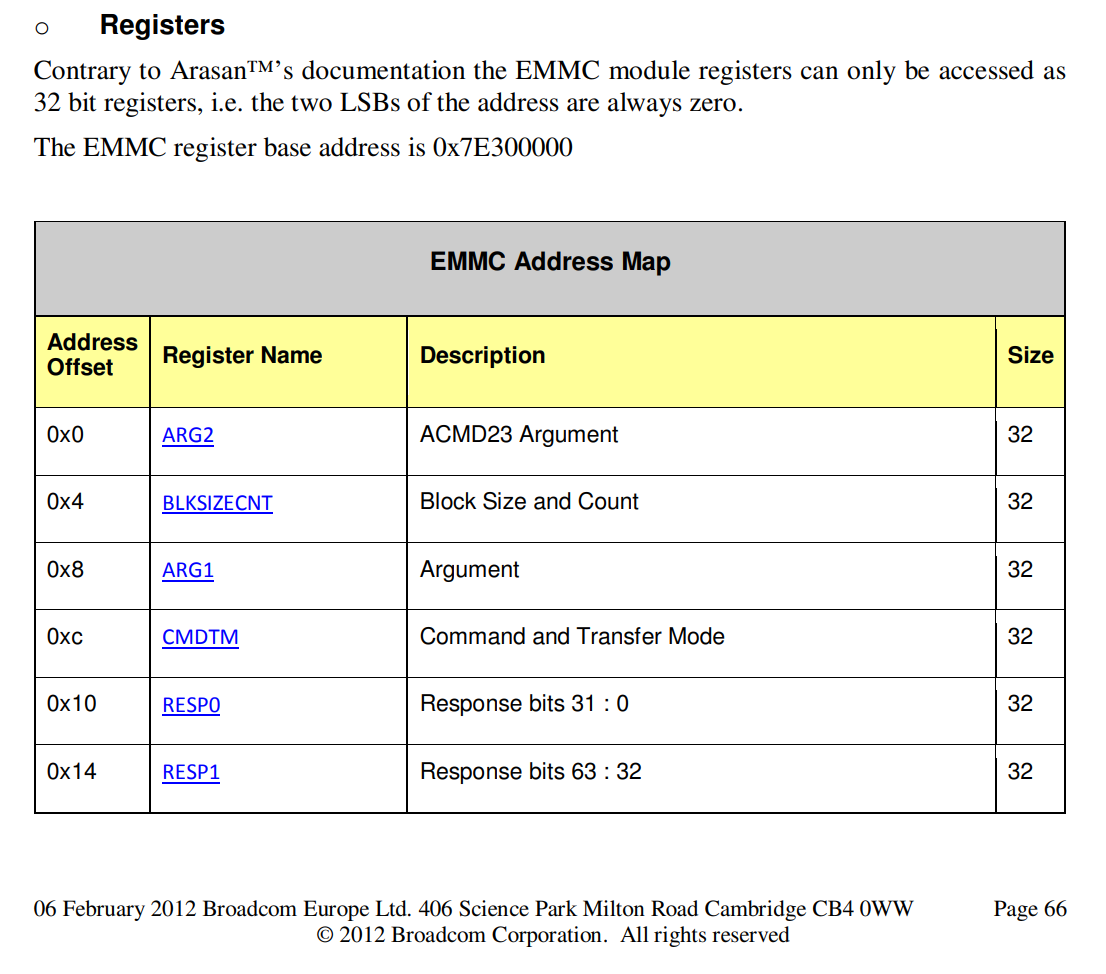 o Registers
Contrary to Arasan™’s documentation the EMMC module registers can only be accessed as
32 bit registers, i.e. the two LSBs of the address are always zero.
The EMMC register base address is 0x7E300000
EMMC Address Map
Address Offset Register Name Description Size
0x0 ARG2 ACMD23 Argument 32
0x4 BLKSIZECNT Block Size and Count 32
0x8 ARG1 Argument 32
0xc CMDTM Command and Transfer Mode 32
0x10 RESP0 Response bits 31 : 0 32
0x14 RESP1 Response bits 63 : 32 32
06 February 2012 Broadcom Europe Ltd. 406 Science Park Milton Road Cambridge CB4 0WW Page 66
© 2012 Broadcom Corporation. All rights reserved